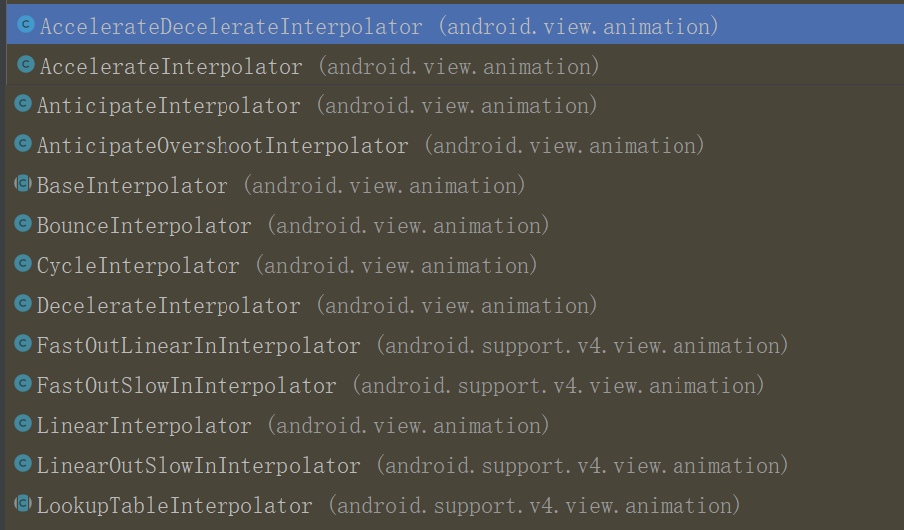 AccelerateDecelerateInterpolator (android.view.animation)
AccelerateInterpolator (android.view.animation)
AnticipateInterpolator (android.view.animation)
AnticipateOvershootInterpolator (android.view.animation)
BaseInterpolator (android.view.animation)
BounceInterpolator (android.view.animation)
CycleInterpolator (android.view.animation)
DecelerateInterpolator (android.view.animation)
FastOutLinearInInterpolator (android.support.v4.view.animation)
FastOutSlowInInterpolator (android.support.v4.view.animation)
LinearInterpolator (android.view.animation)
LinearOutSlowInInterpolator (android.support.v4.view.animation)
LookupTableInterpolator (android.support.v4.view.animation)